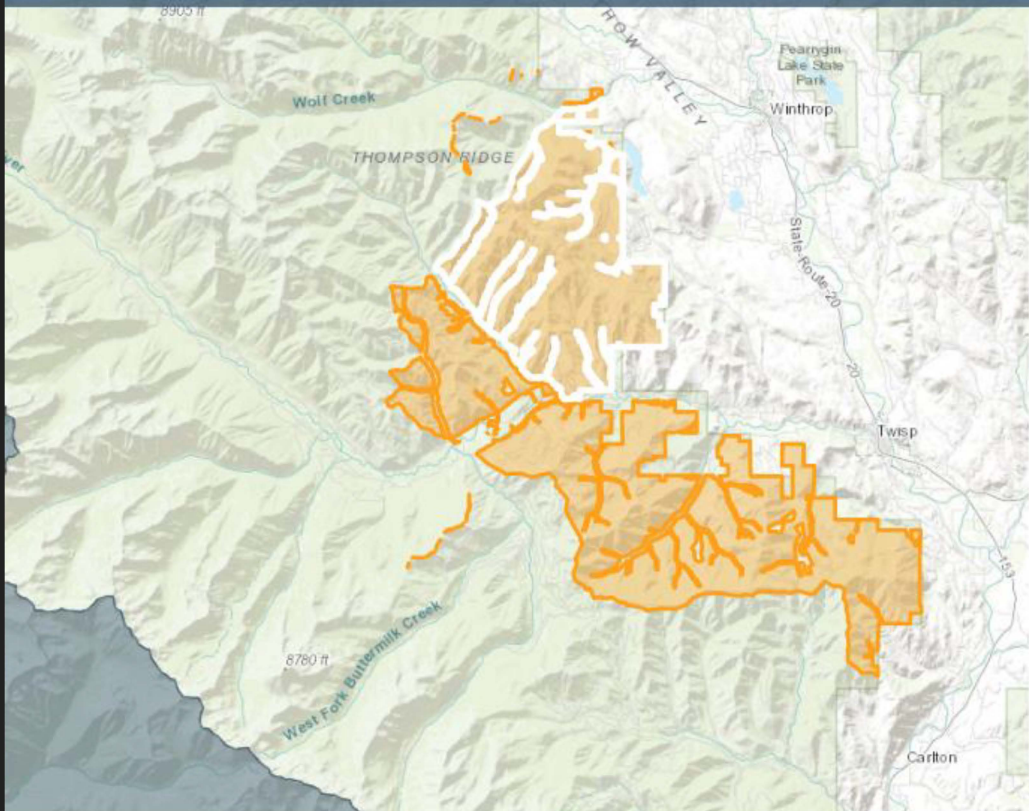 8905 ft
HOW VALLEY
Pearrygin
Lake State
Park
Winthrop
Wolf Creek
THOMPSON RIDGE
ver
State-Route-20
20
Twisp
153
8780 ft
West Fork Buttermilk Creek
Carlton